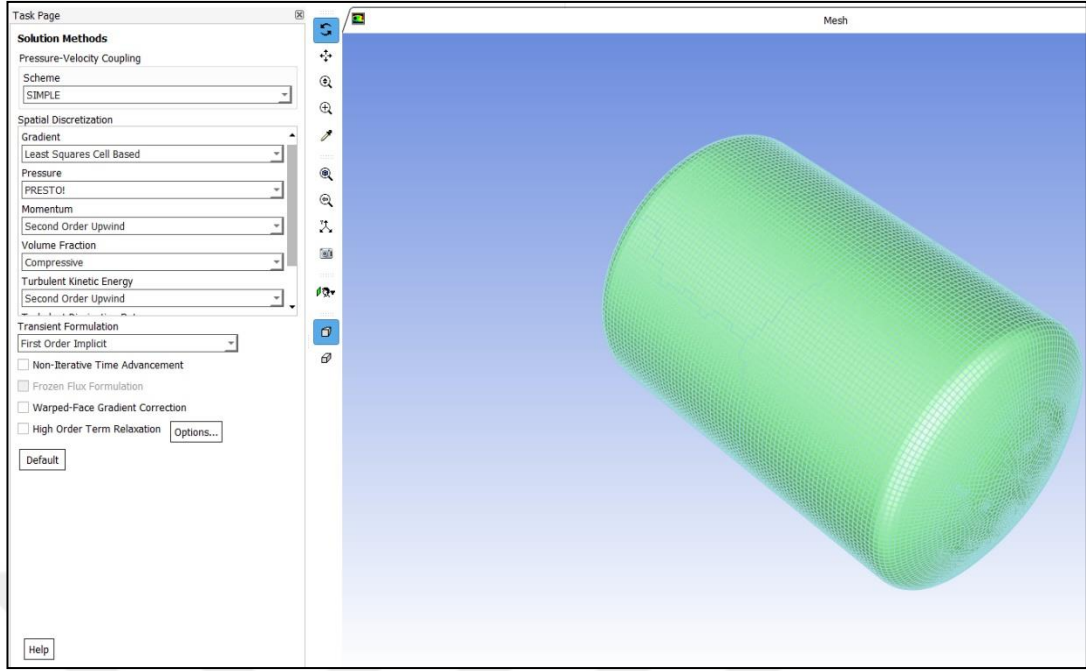 Task Page
Mesh
Solution Methods
Pressure-Velocity Coupling
Scheme
SIMPLE
Spatial Discretization
Gradient
Least Squares Cell Based
Pressure
PRESTO!
Momentum
Second Order Upwind
Volume Fraction
Compressive
Turbulent Kinetic Energy
Second Order Upwind
Transient Formulation
First Order Implicit
Non-Iterative Time Advancement
Frozen Flux Formulation
Warped-Face Gradient Correction
High Order Term Relaxation
Options...
Default
Help